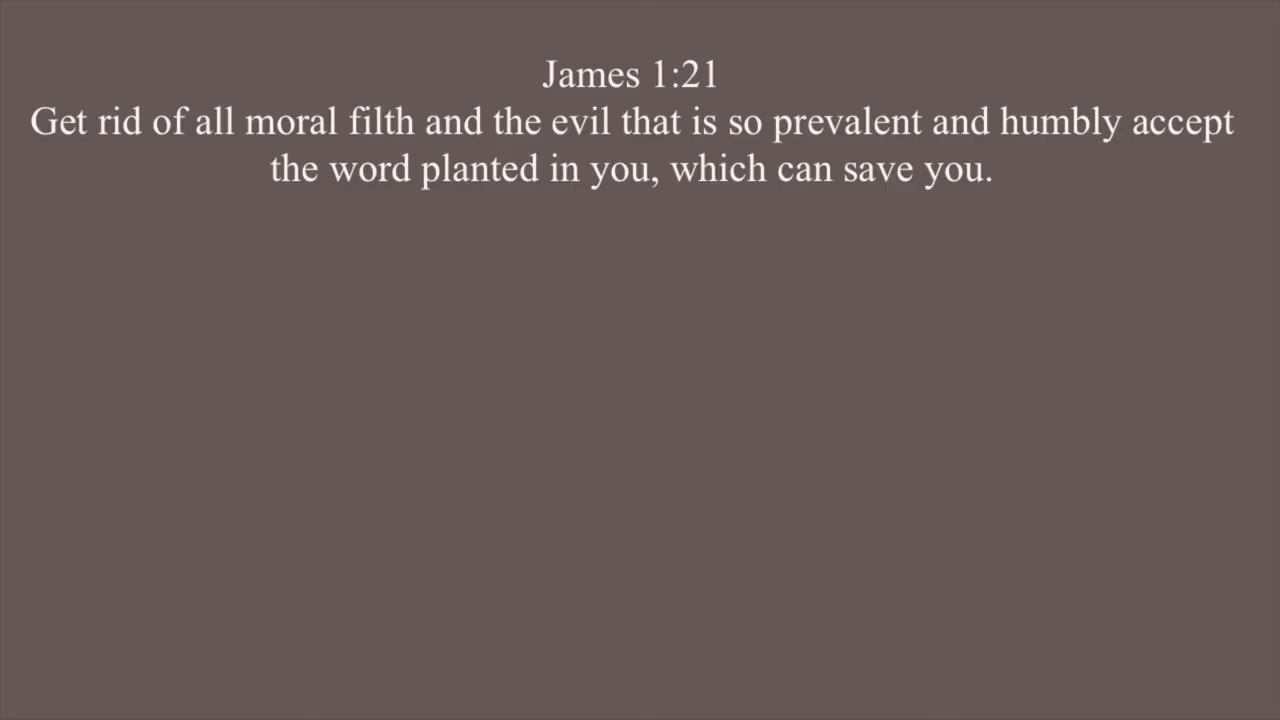 James 1:21
Get rid of all moral filth and the evil that is so prevalent and humbly accept
the word planted in you, which can save you.